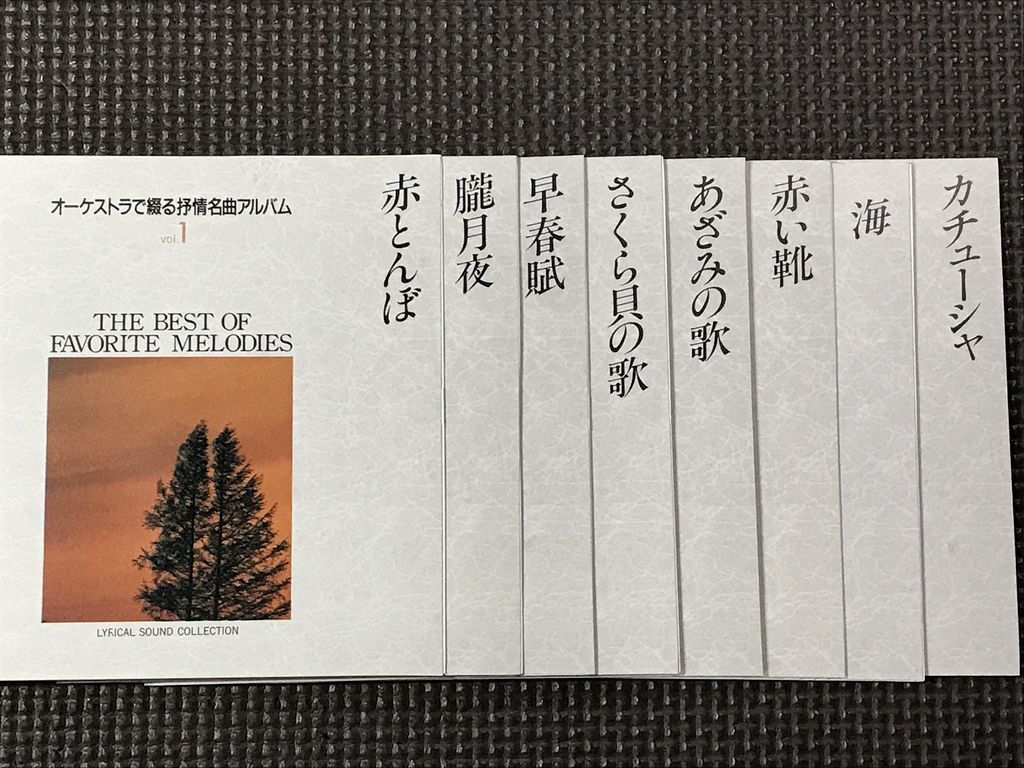 オーケストラで綴る抒情名曲アルバム
vol.1
THE BEST OF
FAVORITE MELODIES
LYRICAL SOUND COLLECTION
赤とんぼ
朧月夜
早春賦
さくら貝の歌
あざみの歌
赤い靴
海
カチューシャ